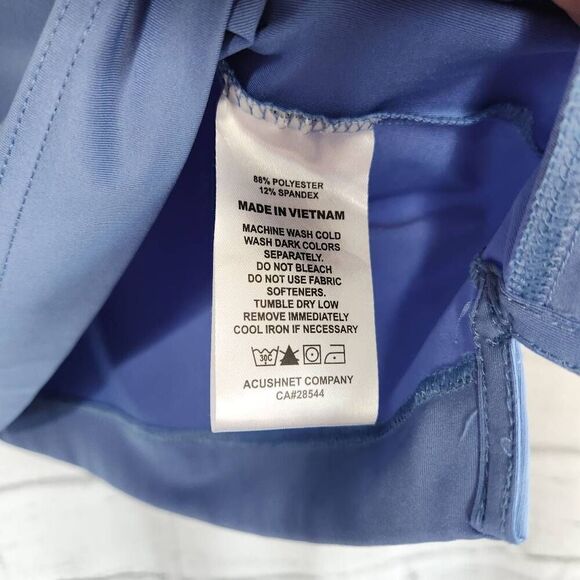 88% POLYESTER
12% SPANDEX
MADE IN VIETNAM
MACHINE WASH COLD
WASH DARK COLORS
SEPARATELY.
DO NOT BLEACH
DO NOT USE FABRIC
SOFTENERS.
TUMBLE DRY LOW
REMOVE IMMEDIATELY
COOL IRON IF NECESSARY
30C
ACUSHNET COMPANY
CA#28544